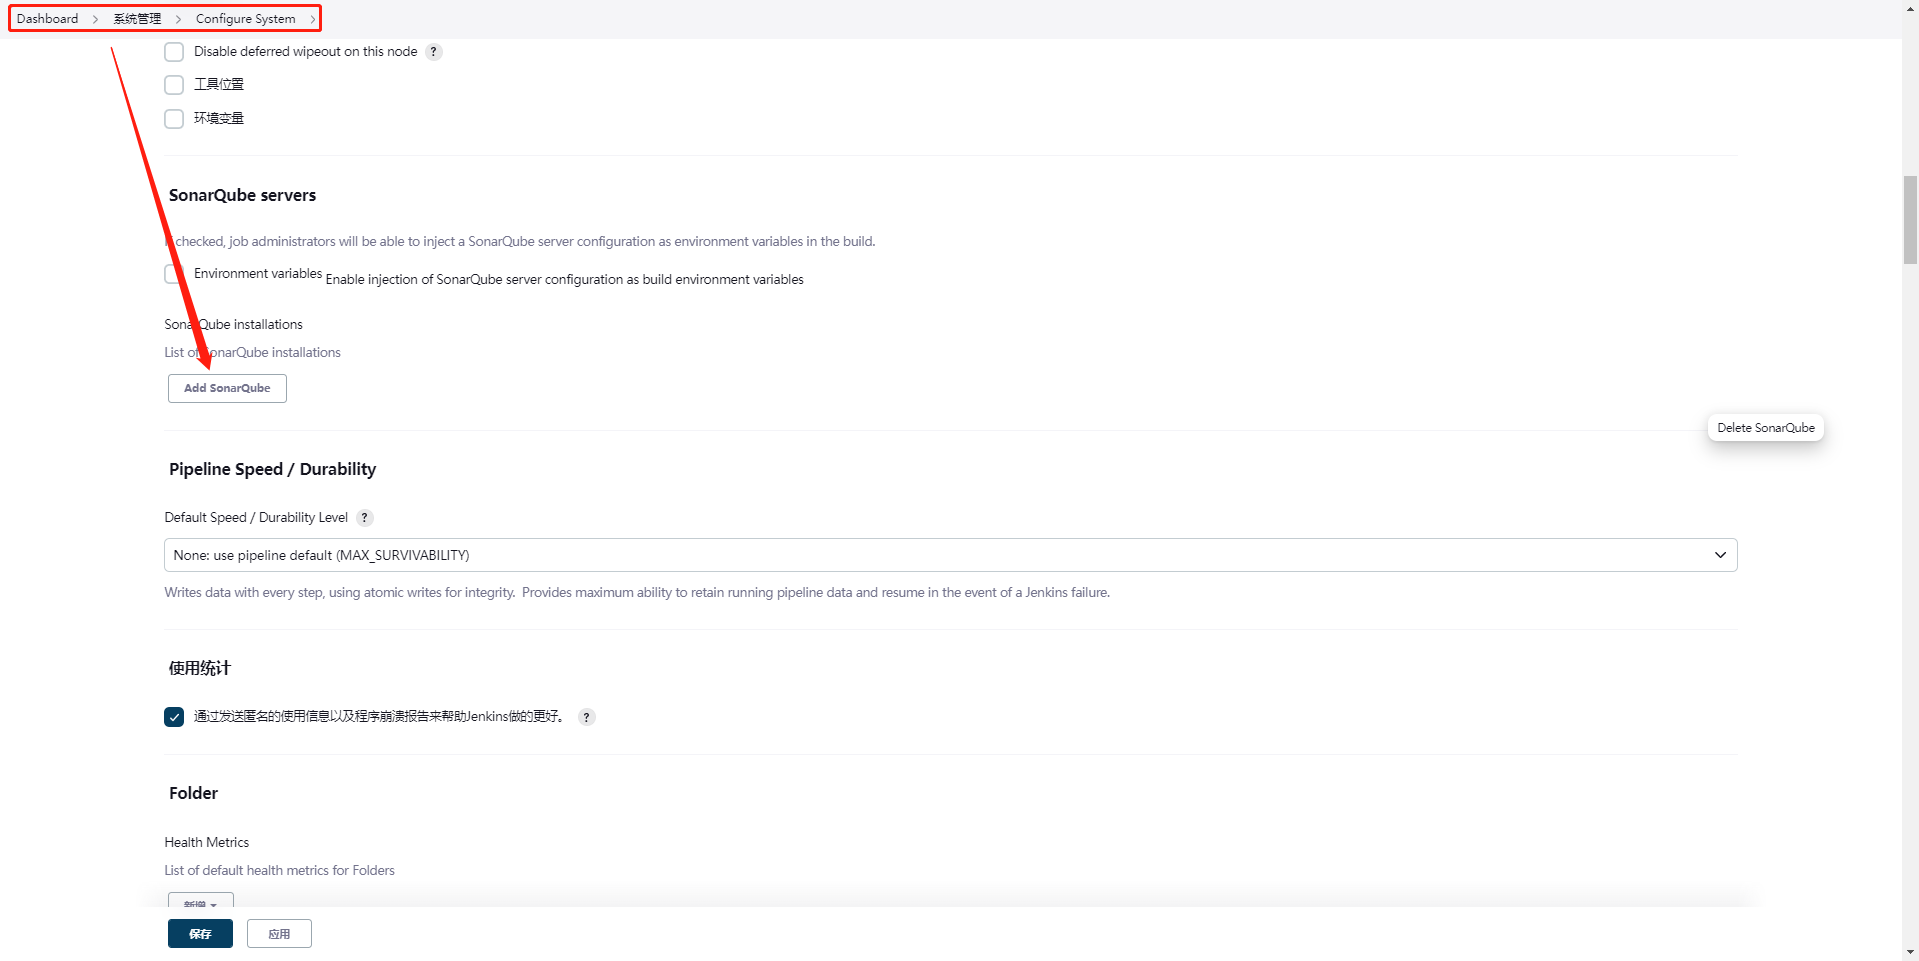 Dashboard > 系统管理 > Configure System >
Disable deferred wipeout on this node ?
工具位置
环境变量
SonarQube servers
If checked, job administrators will be able to inject a SonarQube server configuration as environment variables in the build.
Environment variables Enable injection of SonarQube server configuration as build environment variables
SonarQube installations
List of SonarQube installations
Add SonarQube
Delete SonarQube
Pipeline Speed / Durability
Default Speed / Durability Level ?
None: use pipeline default (MAX_SURVIVABILITY)
Writes data with every step, using atomic writes for integrity. Provides maximum ability to retain running pipeline data and resume in the event of a Jenkins failure.
使用统计
通过发送匿名的使用信息以及程序崩溃报告来帮助Jenkins做的更好。 ?
Folder
Health Metrics
List of default health metrics for Folders
新增
保存 应用